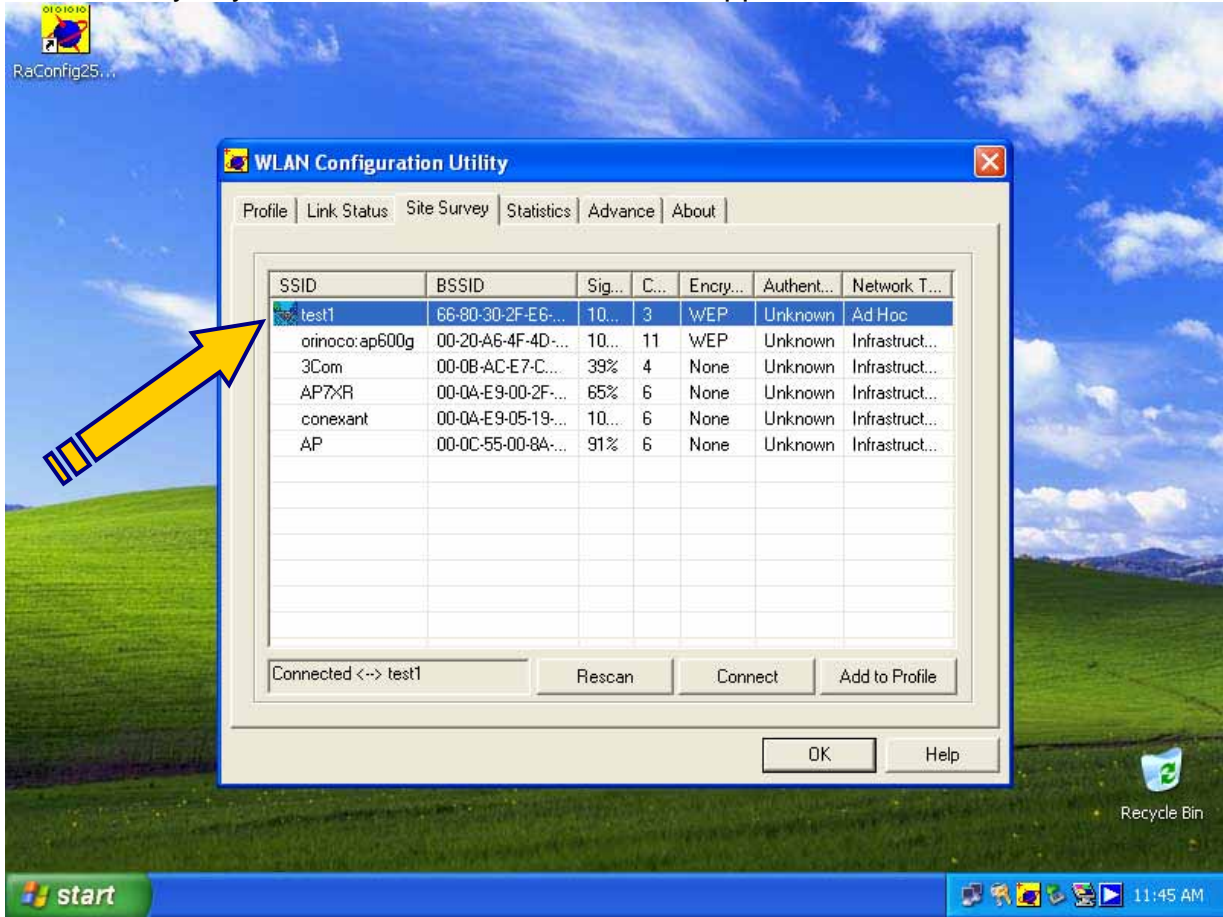 01010101
RaConfig25...
WLAN Configuration Utility
Profile Link Status Site Survey Statistics Advance About
SSID BSSID Sig... C... Encry... Authent... Network T...
test1 66-80-30-2F-E6-... 10... 3 WEP Unknown Ad Hoc
orinoco:ap600g 00-20-A6-4F-4D-... 10... 11 WEP Unknown Infrastruct...
3Com 00-0B-AC-E7-C... 39% 4 None Unknown Infrastruct...
AP7XR 00-0A-E9-00-2F-... 65% 6 None Unknown Infrastruct...
conexant 00-0A-E9-05-19-... 10... 6 None Unknown Infrastruct...
AP 00-0C-55-00-8A-... 91% 6 None Unknown Infrastruct...
Connected <--> test1 Rescan Connect Add to Profile
OK Help
Recycle Bin
start 11:45 AM